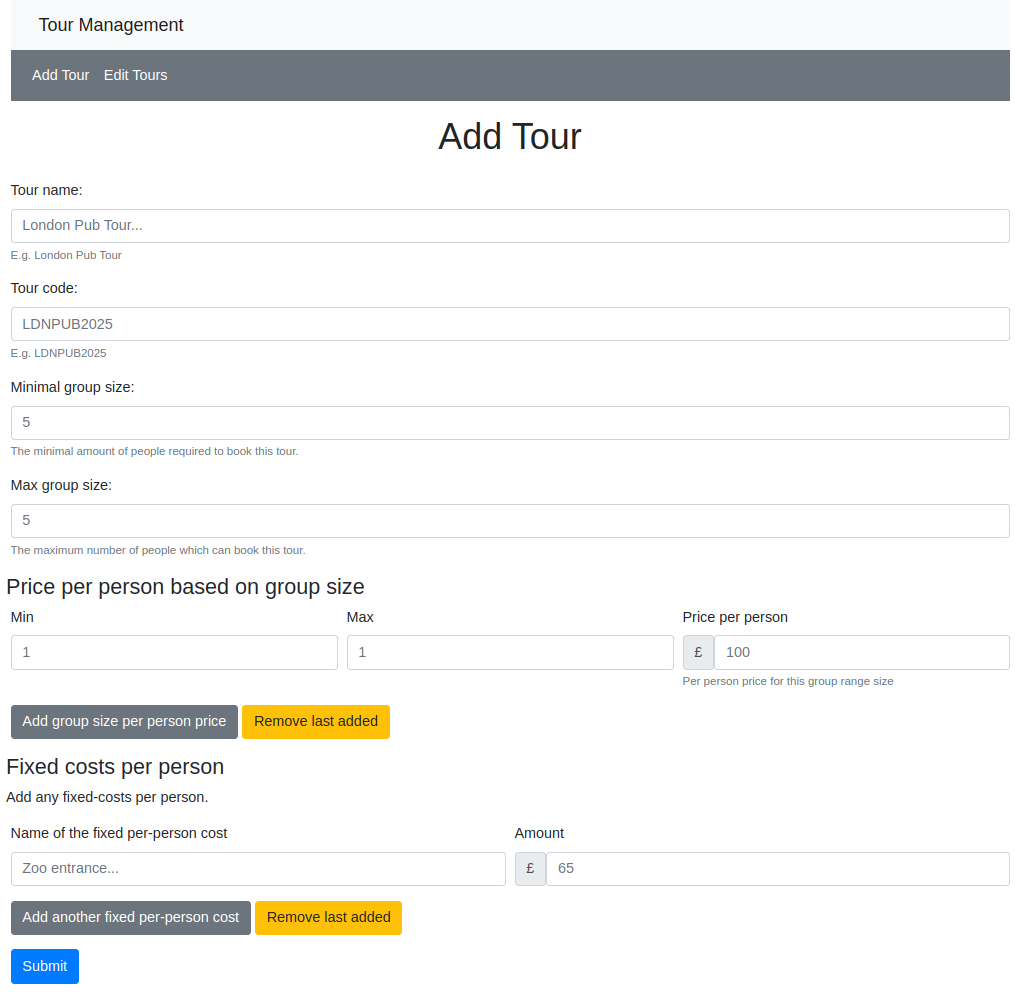 Tour Management
Add Tour Edit Tours
Add Tour
Tour name:
London Pub Tour...
E.g. London Pub Tour
Tour code:
LDNPUB2025
E.g. LDNPUB2025
Minimal group size:
5
The minimal amount of people required to book this tour.
Max group size:
5
The maximum number of people which can book this tour.
Price per person based on group size
Min Max Price per person
1 1 £ 100
Per person price for this group range size
Add group size per person price Remove last added
Fixed costs per person
Add any fixed-costs per person.
Name of the fixed per-person cost Amount
Zoo entrance... £ 65
Add another fixed per-person cost Remove last added
Submit